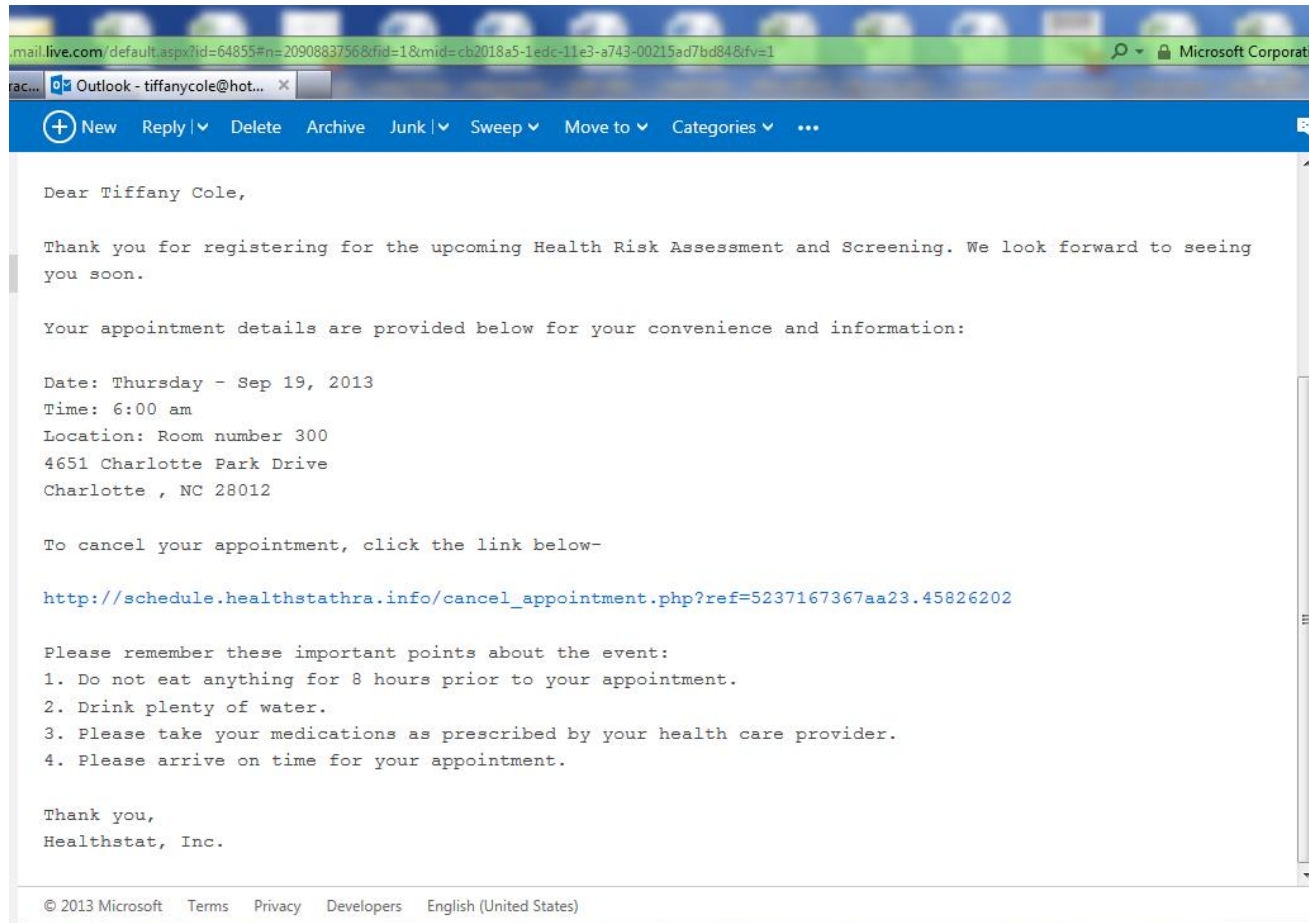 .mail.live.com/default.aspx?id=64855#n=2090883756&fid=1&mid=cb2018a5-1edc-11e3-a743-00215ad7bd84&fv=1 Microsoft Corporati
rac... Outlook - tiffanycole@hot...
New Reply Delete Archive Junk Sweep Move to Categories •••
Dear Tiffany Cole,
Thank you for registering for the upcoming Health Risk Assessment and Screening. We look forward to seeing
you soon.
Your appointment details are provided below for your convenience and information:
Date: Thursday - Sep 19, 2013
Time: 6:00 am
Location: Room number 300
4651 Charlotte Park Drive
Charlotte , NC 28012
To cancel your appointment, click the link below-
http://schedule.healthstathra.info/cancel_appointment.php?ref=5237167367aa23.45826202
Please remember these important points about the event:
1. Do not eat anything for 8 hours prior to your appointment.
2. Drink plenty of water.
3. Please take your medications as prescribed by your health care provider.
4. Please arrive on time for your appointment.
Thank you,
Healthstat, Inc.
© 2013 Microsoft Terms Privacy Developers English (United States)